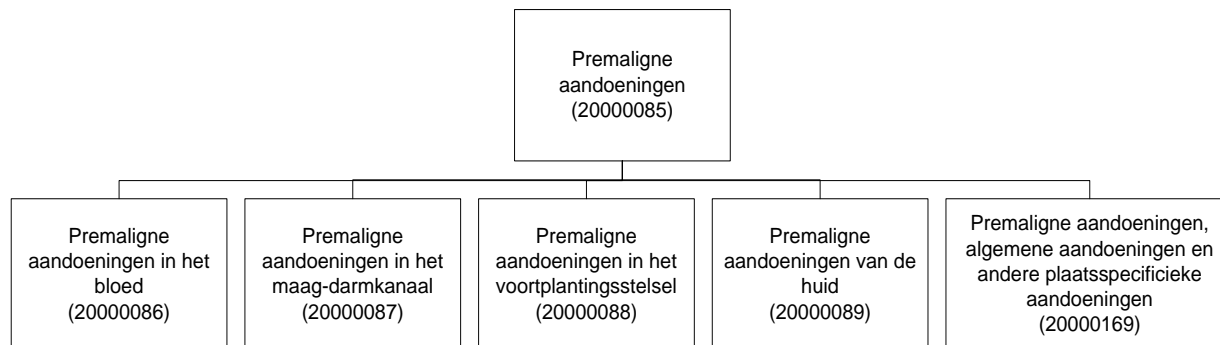 Premaligne
aandoeningen
(20000085)
Premaligne
aandoeningen in het
bloed
(20000086)
Premaligne
aandoeningen in het
maag-darmkanaal
(20000087)
Premaligne
aandoeningen in het
voortplantingsstelsel
(20000088)
Premaligne
aandoeningen van de
huid
(20000089)
Premaligne aandoeningen,
algemene aandoeningen en
andere plaatsspecificieke
aandoeningen
(20000169)